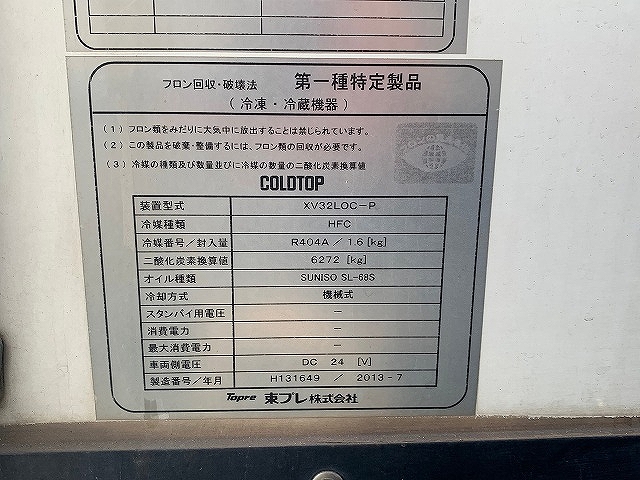 フロン回収・破壊法 第一種特定製品
(冷凍・冷蔵機器)
(1) フロン類をみだりに大気中に放出することは禁じられています。
(2) この製品を破棄・整備するには、フロン類の回収が必要です。
(3) 冷媒の種類及び数量並びに冷媒の数量の二酸化炭素換算値
COLDTOP
装置型式 XV32LOC-P
冷媒種類 HFC
冷媒番号/封入量 R404A / 1.6 [kg]
二酸化炭素換算値 6272 [kg]
オイル種類 SUNISO SL-68S
冷却方式 機械式
スタンバイ用電圧 -
消費電力 -
最大消費電力 -
車両側電圧 DC 24 [V]
製造番号/年月 H131649 / 2013-7
Topre 東プレ株式会社